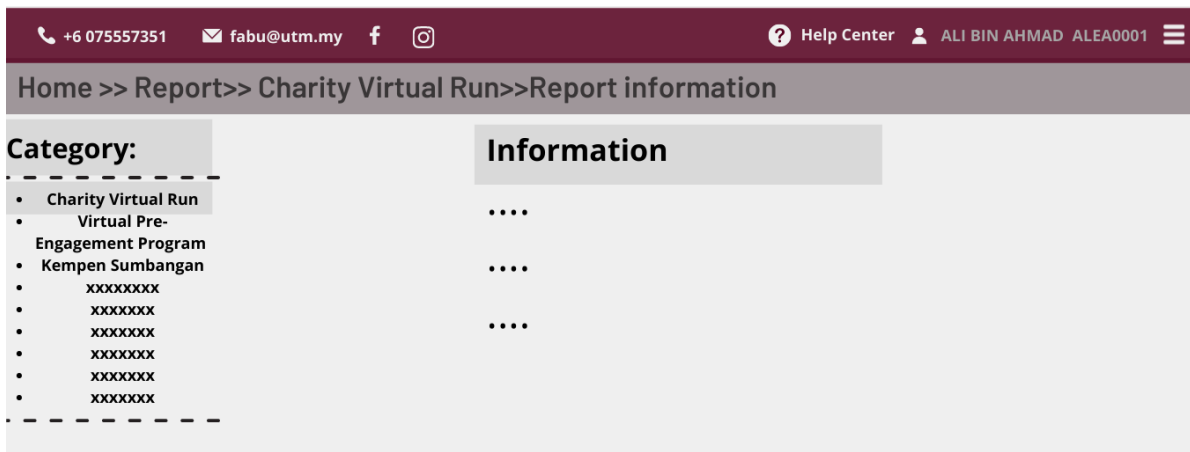 +6 075557351 fabu@utm.my Help Center ALI BIN AHMAD ALEA0001
Home >> Report>> Charity Virtual Run>>Report information
Category:
• Charity Virtual Run
• Virtual Pre-
Engagement Program
• Kempen Sumbangan
• xxxxxxxx
• xxxxxxx
• xxxxxxx
• xxxxxxx
• xxxxxxx
• xxxxxxx
Information
....
....
....